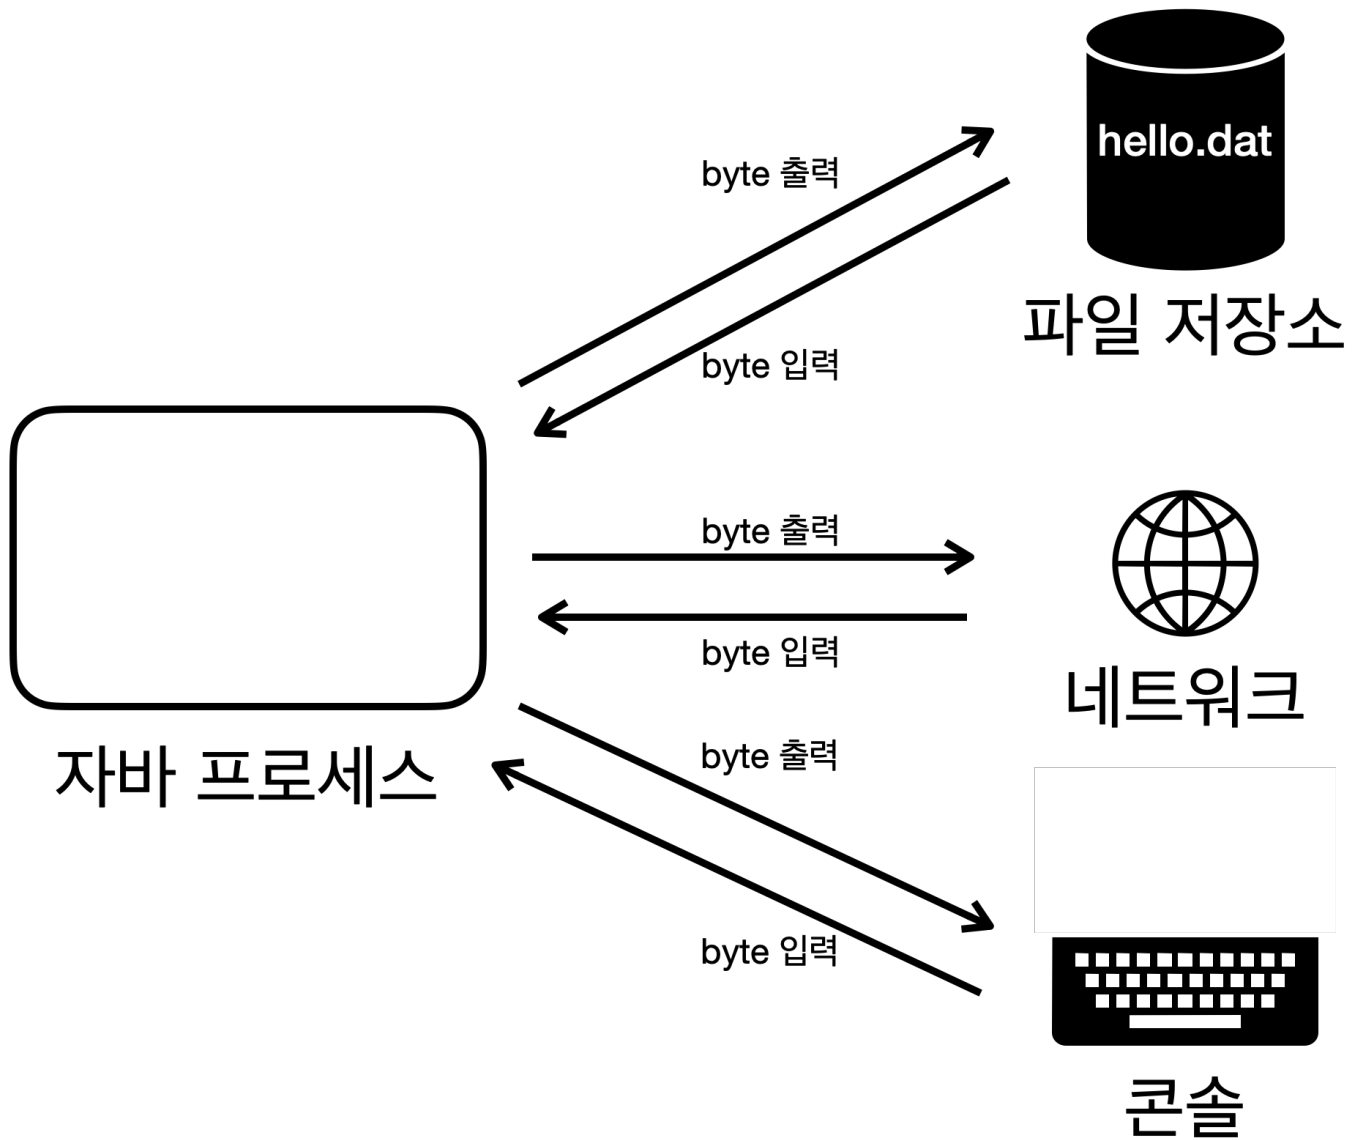 hello.dat
파일 저장소
byte 출력
byte 입력
byte 출력
byte 입력
네트워크
자바 프로세스
byte 출력
byte 입력
콘솔